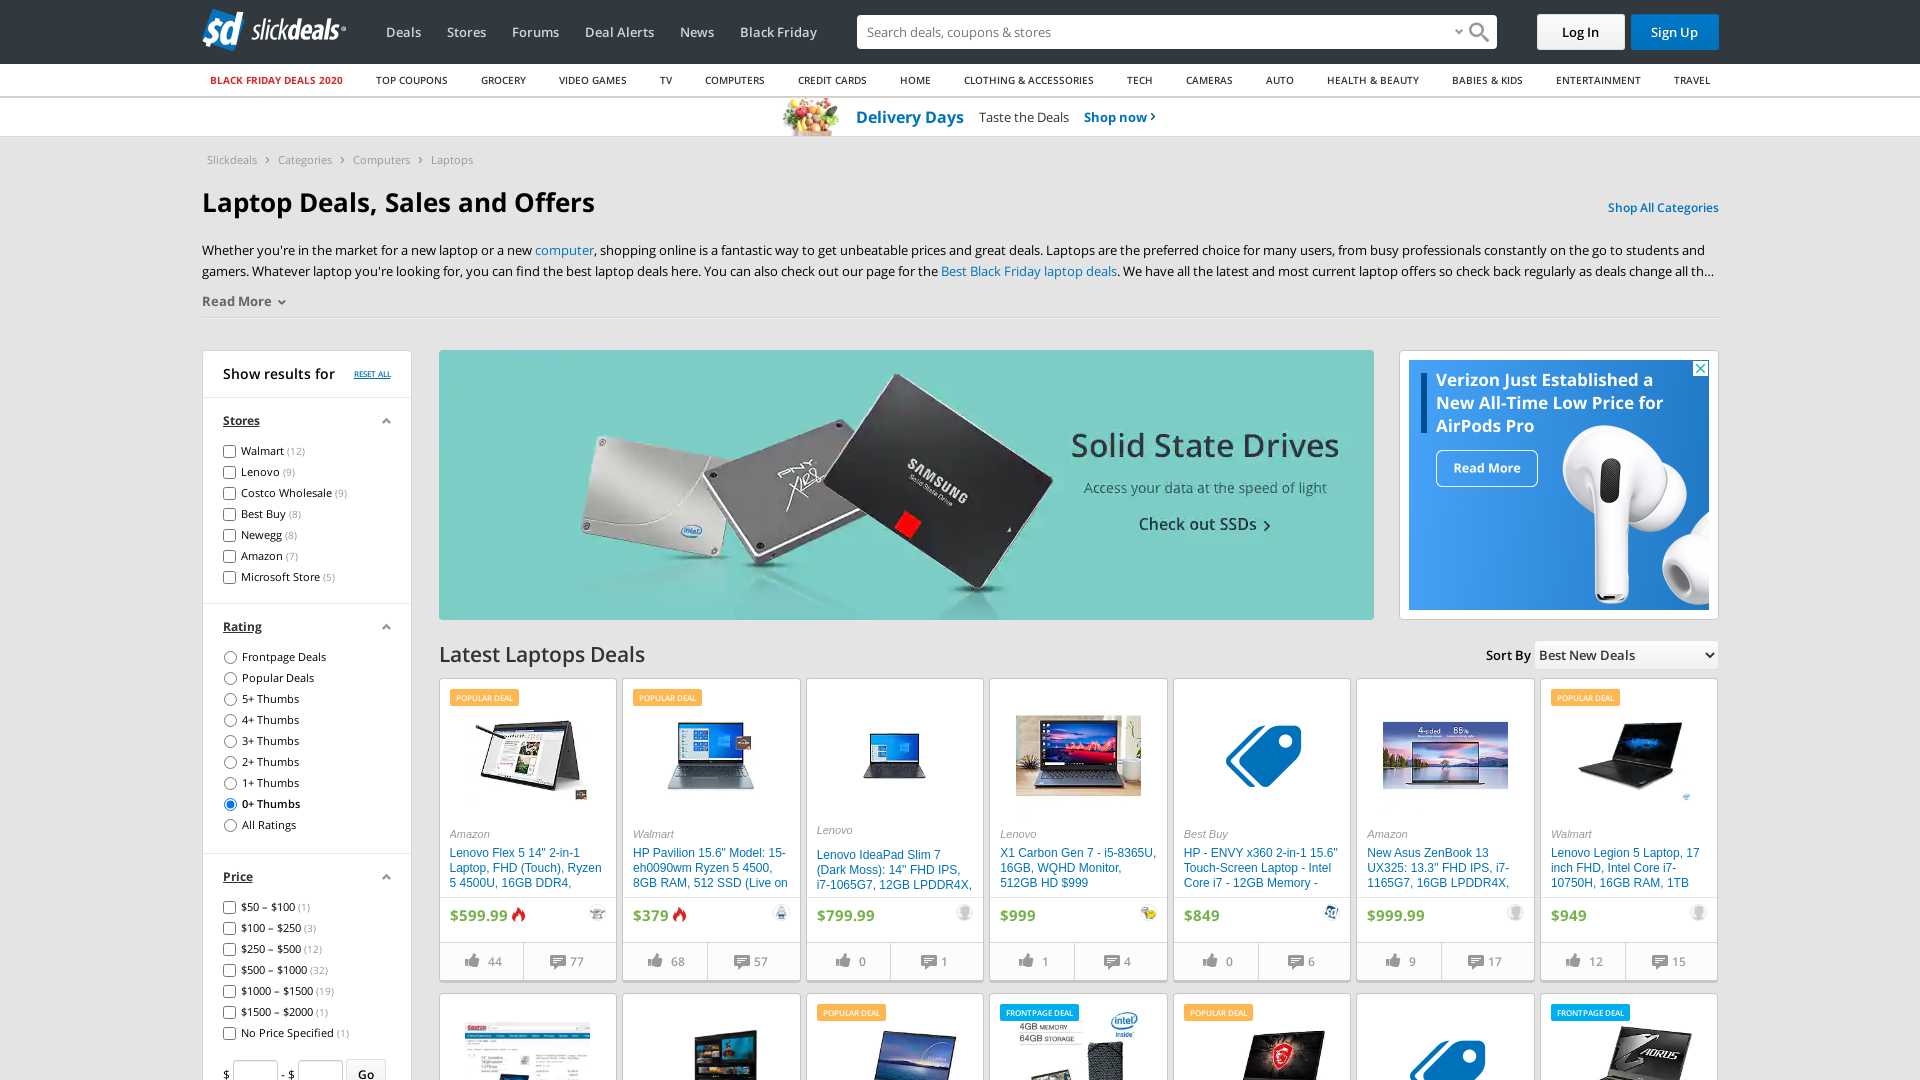 slickdeals
Deals
Stores
Forums
Deal Alerts
News
Black Friday
Search deals, coupons & stores
Log In
Sign Up
BLACK FRIDAY DEALS 2020
TOP COUPONS
GROCERY
VIDEO GAMES
TV
COMPUTERS
CREDIT CARDS
HOME
CLOTHING & ACCESSORIES
TECH
CAMERAS
AUTO
HEALTH & BEAUTY
BABIES & KIDS
ENTERTAINMENT
TRAVEL
Delivery Days Taste the Deals Shop now
Slickdeals > Categories > Computers > Laptops
Laptop Deals, Sales and Offers
Shop All Categories
Whether you're in the market for a new laptop or a new computer, shopping online is a fantastic way to get unbeatable prices and great deals. Laptops are the preferred choice for many users, from busy professionals constantly on the go to students and
gamers. Whatever laptop you're looking for, you can find the best laptop deals here. You can also check out our page for the Best Black Friday laptop deals. We have all the latest and most current laptop offers so check back regularly as deals change all th...
Read More
Show results for
RESET ALL
Stores
Walmart (12)
Lenovo (9)
Costco Wholesale (9)
Best Buy (8)
Newegg (8)
Amazon (7)
Microsoft Store (5)
Rating
Frontpage Deals
Popular Deals
5+ Thumbs
4+ Thumbs
3+ Thumbs
2+ Thumbs
1+ Thumbs
0+ Thumbs
All Ratings
Price
$50 – $100 (1)
$100 – $250 (3)
$250 – $500 (12)
$500 – $1000 (32)
$1000 – $1500 (19)
$1500 – $2000 (1)
No Price Specified (1)
$ - $ Go
intel
PNY
XLR8
SAMSUNG
Solid State Drive
Solid State Drives
Access your data at the speed of light
Check out SSDs
Verizon Just Established a
New All-Time Low Price for
AirPods Pro
Read More
Latest Laptops Deals
Sort By Best New Deals
POPULAR DEAL
Amazon
Lenovo Flex 5 14" 2-in-1
Laptop, FHD (Touch), Ryzen
5 4500U, 16GB DDR4,
$599.99
44
77
POPULAR DEAL
Walmart
HP Pavilion 15.6" Model: 15-
eh0090wm Ryzen 5 4500,
8GB RAM, 512 SSD (Live on
$379
68
57
Lenovo
Lenovo IdeaPad Slim 7
(Dark Moss): 14'' FHD IPS,
i7-1065G7, 12GB LPDDR4X,
$799.99
0
1
Lenovo
X1 Carbon Gen 7 - i5-8365U,
16GB, WQHD Monitor,
512GB HD $999
$999
1
4
Best Buy
HP - ENVY x360 2-in-1 15.6"
Touch-Screen Laptop - Intel
Core i7 - 12GB Memory -
$849
0
6
4-sided 85%
Amazon
New Asus ZenBook 13
UX325: 13.3" FHD IPS, i7-
1165G7, 16GB LPDDR4X,
$999.99
9
17
POPULAR DEAL
Walmart
Lenovo Legion 5 Laptop, 17
inch FHD, Intel Core i7-
10750H, 16GB RAM, 1TB
$949
12
15
Costco
POPULAR DEAL
FRONTPAGE DEAL
4GB MEMORY
64GB STORAGE
intel
inside
POPULAR DEAL
FRONTPAGE DEAL
AORUS